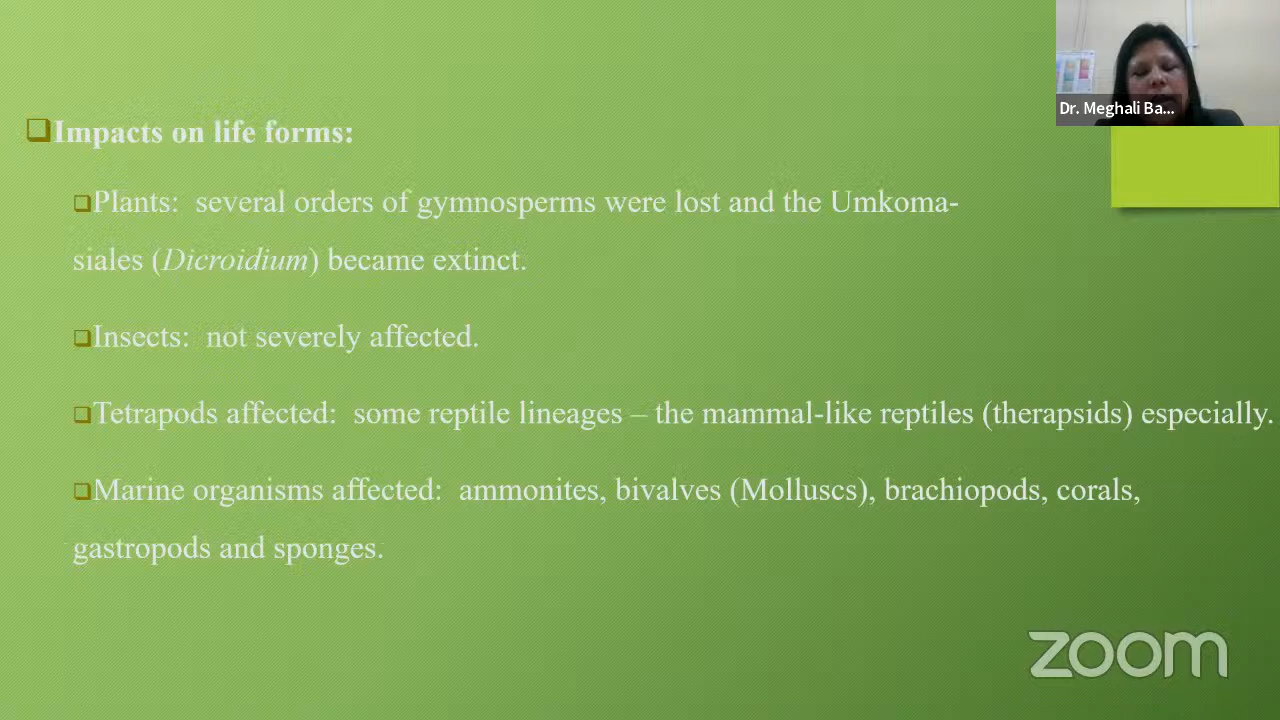 Dr. Meghali Ba...
❑Impacts on life forms:
❑Plants: several orders of gymnosperms were lost and the Umkoma-
siales (Dicroidium) became extinct.
❑Insects: not severely affected.
❑Tetrapods affected: some reptile lineages – the mammal-like reptiles (therapsids) especially.
❑Marine organisms affected: ammonites, bivalves (Molluscs), brachiopods, corals,
gastropods and sponges.
zoom